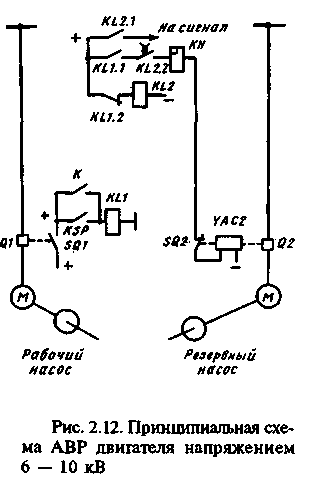 KL2.1
На сигнал
+
KH
KL1.1
KL2.2
KL2
KL1.2
−
K
KL1
+
KSP
Q1
SQ1
+
YAC2
SQ2
Q2
−
M
M
Рабочий
насос
Резервный
насос
Рис. 2.12. Принципиальная схе-
ма АВР двигателя напряжением
6 — 10 кВ